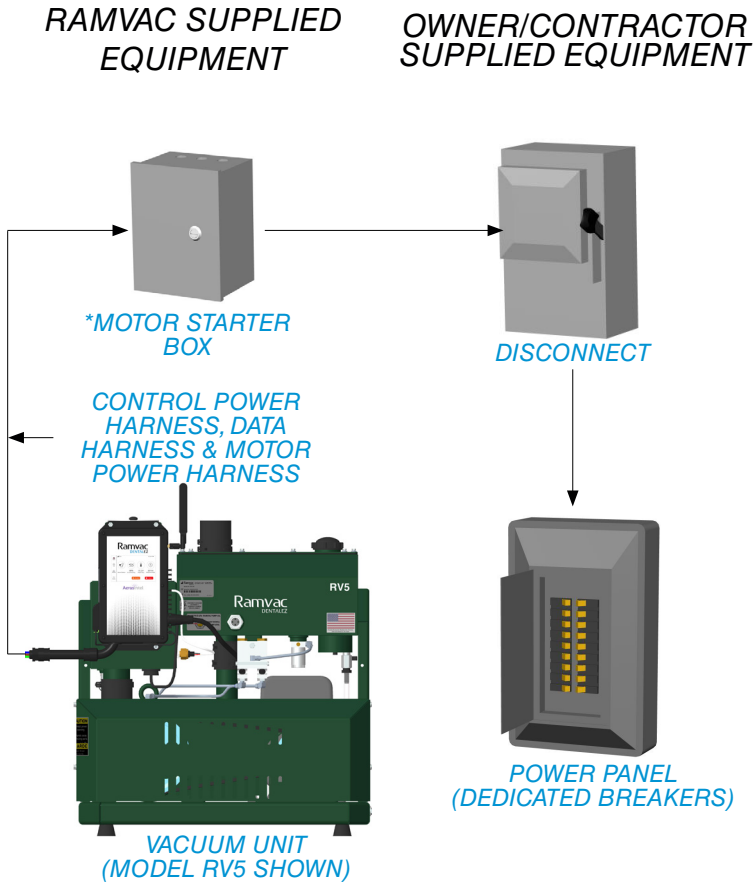 RAMVAC SUPPLIED
EQUIPMENT
OWNER/CONTRACTOR
SUPPLIED EQUIPMENT
*MOTOR STARTER
BOX
DISCONNECT
CONTROL POWER
HARNESS, DATA
HARNESS & MOTOR
POWER HARNESS
Ramvac
DENTALEZ
RV5
Ramvac
DENTALEZ
POWER PANEL
(DEDICATED BREAKERS)
VACUUM UNIT
(MODEL RV5 SHOWN)